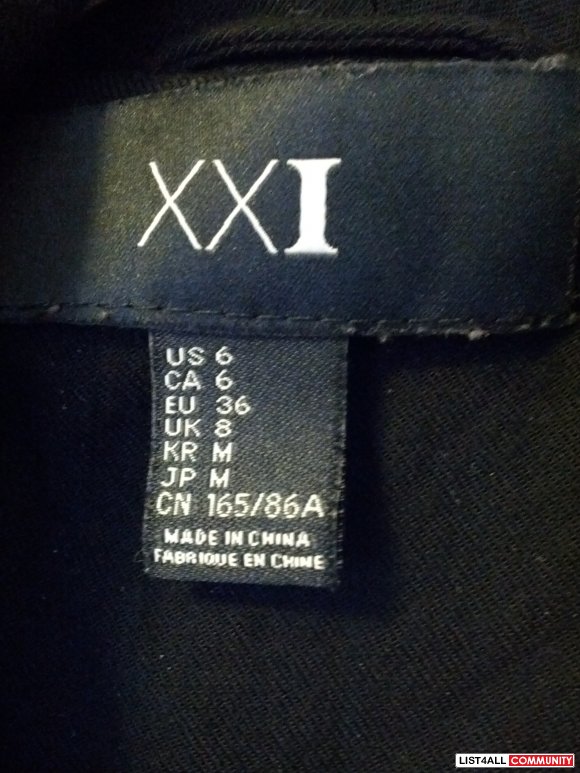 XXI
US 6
CA 6
EU 36
UK 8
KR M
JP M
CN 165/86A
MADE IN CHINA
FABRIQUE EN CHINE
LIST4ALL COMMUNITY